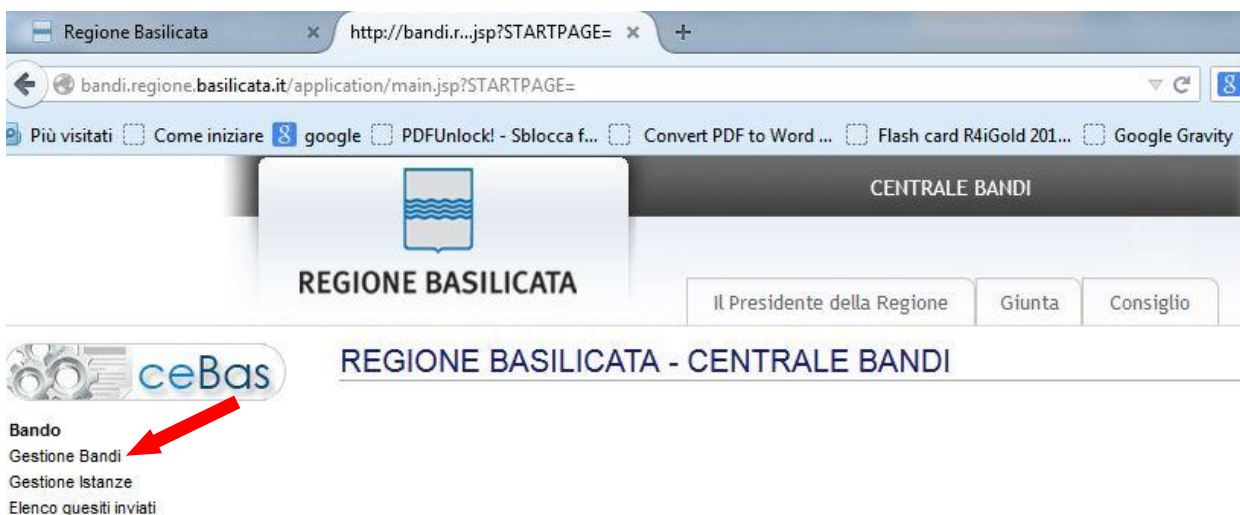 Regione Basilicata
http://bandi.r...jsp?STARTPAGE=
bandi.regione.basilicata.it/application/main.jsp?STARTPAGE=
Più visitati Come iniziare google PDFUnlock! - Sblocca f... Convert PDF to Word ... Flash card R4iGold 201... Google Gravity
CENTRALE BANDI
REGIONE BASILICATA
Il Presidente della Regione Giunta Consiglio
ceBas
REGIONE BASILICATA - CENTRALE BANDI
Bando
Gestione Bandi
Gestione Istanze
Elenco quesiti inviati